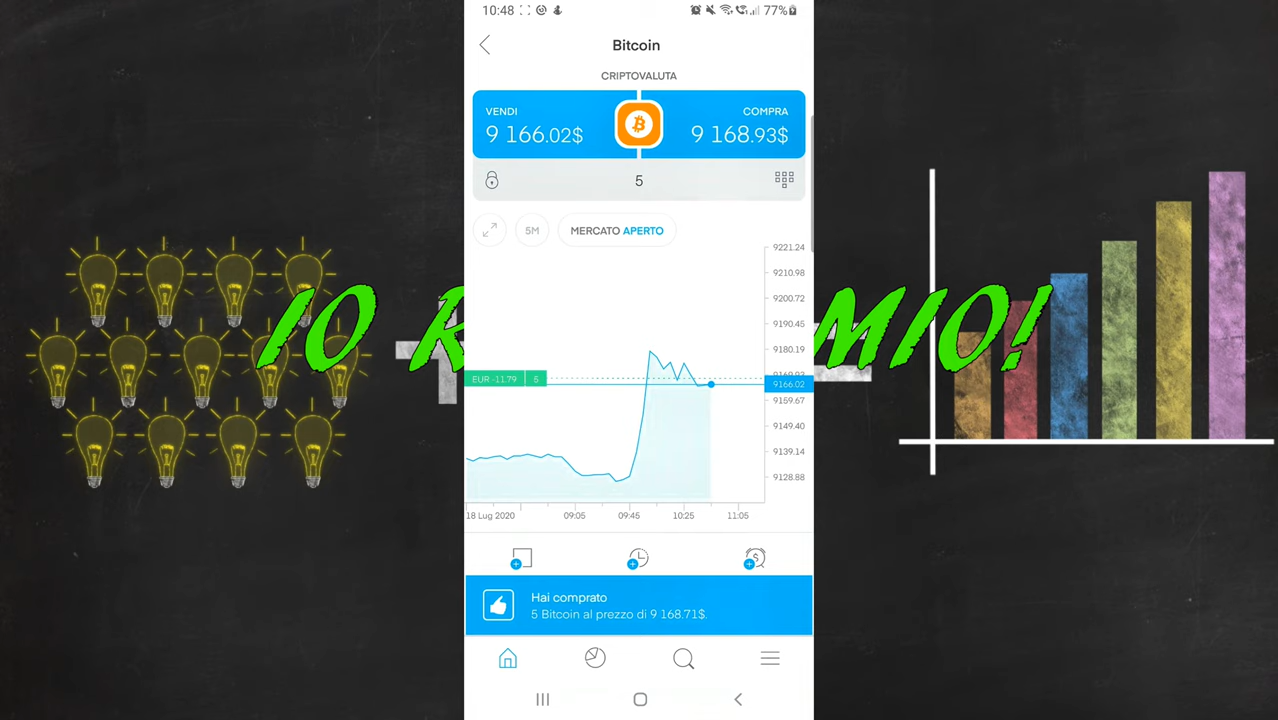 10:48
77%
Bitcoin
CRIPTOVALUTA
VENDI
COMPRA
9 166.02$
9 168.93$
5
5M
MERCATO APERTO
9221.24
9210.98
9200.72
9190.45
9180.19
IO R MIO!
EUR -11.79 5
9166.02
9159.67
9149.40
9139.14
9128.88
18 Lug 2020 09:05 09:45 10:25 11:05
Hai comprato
5 Bitcoin al prezzo di 9 168.71$.